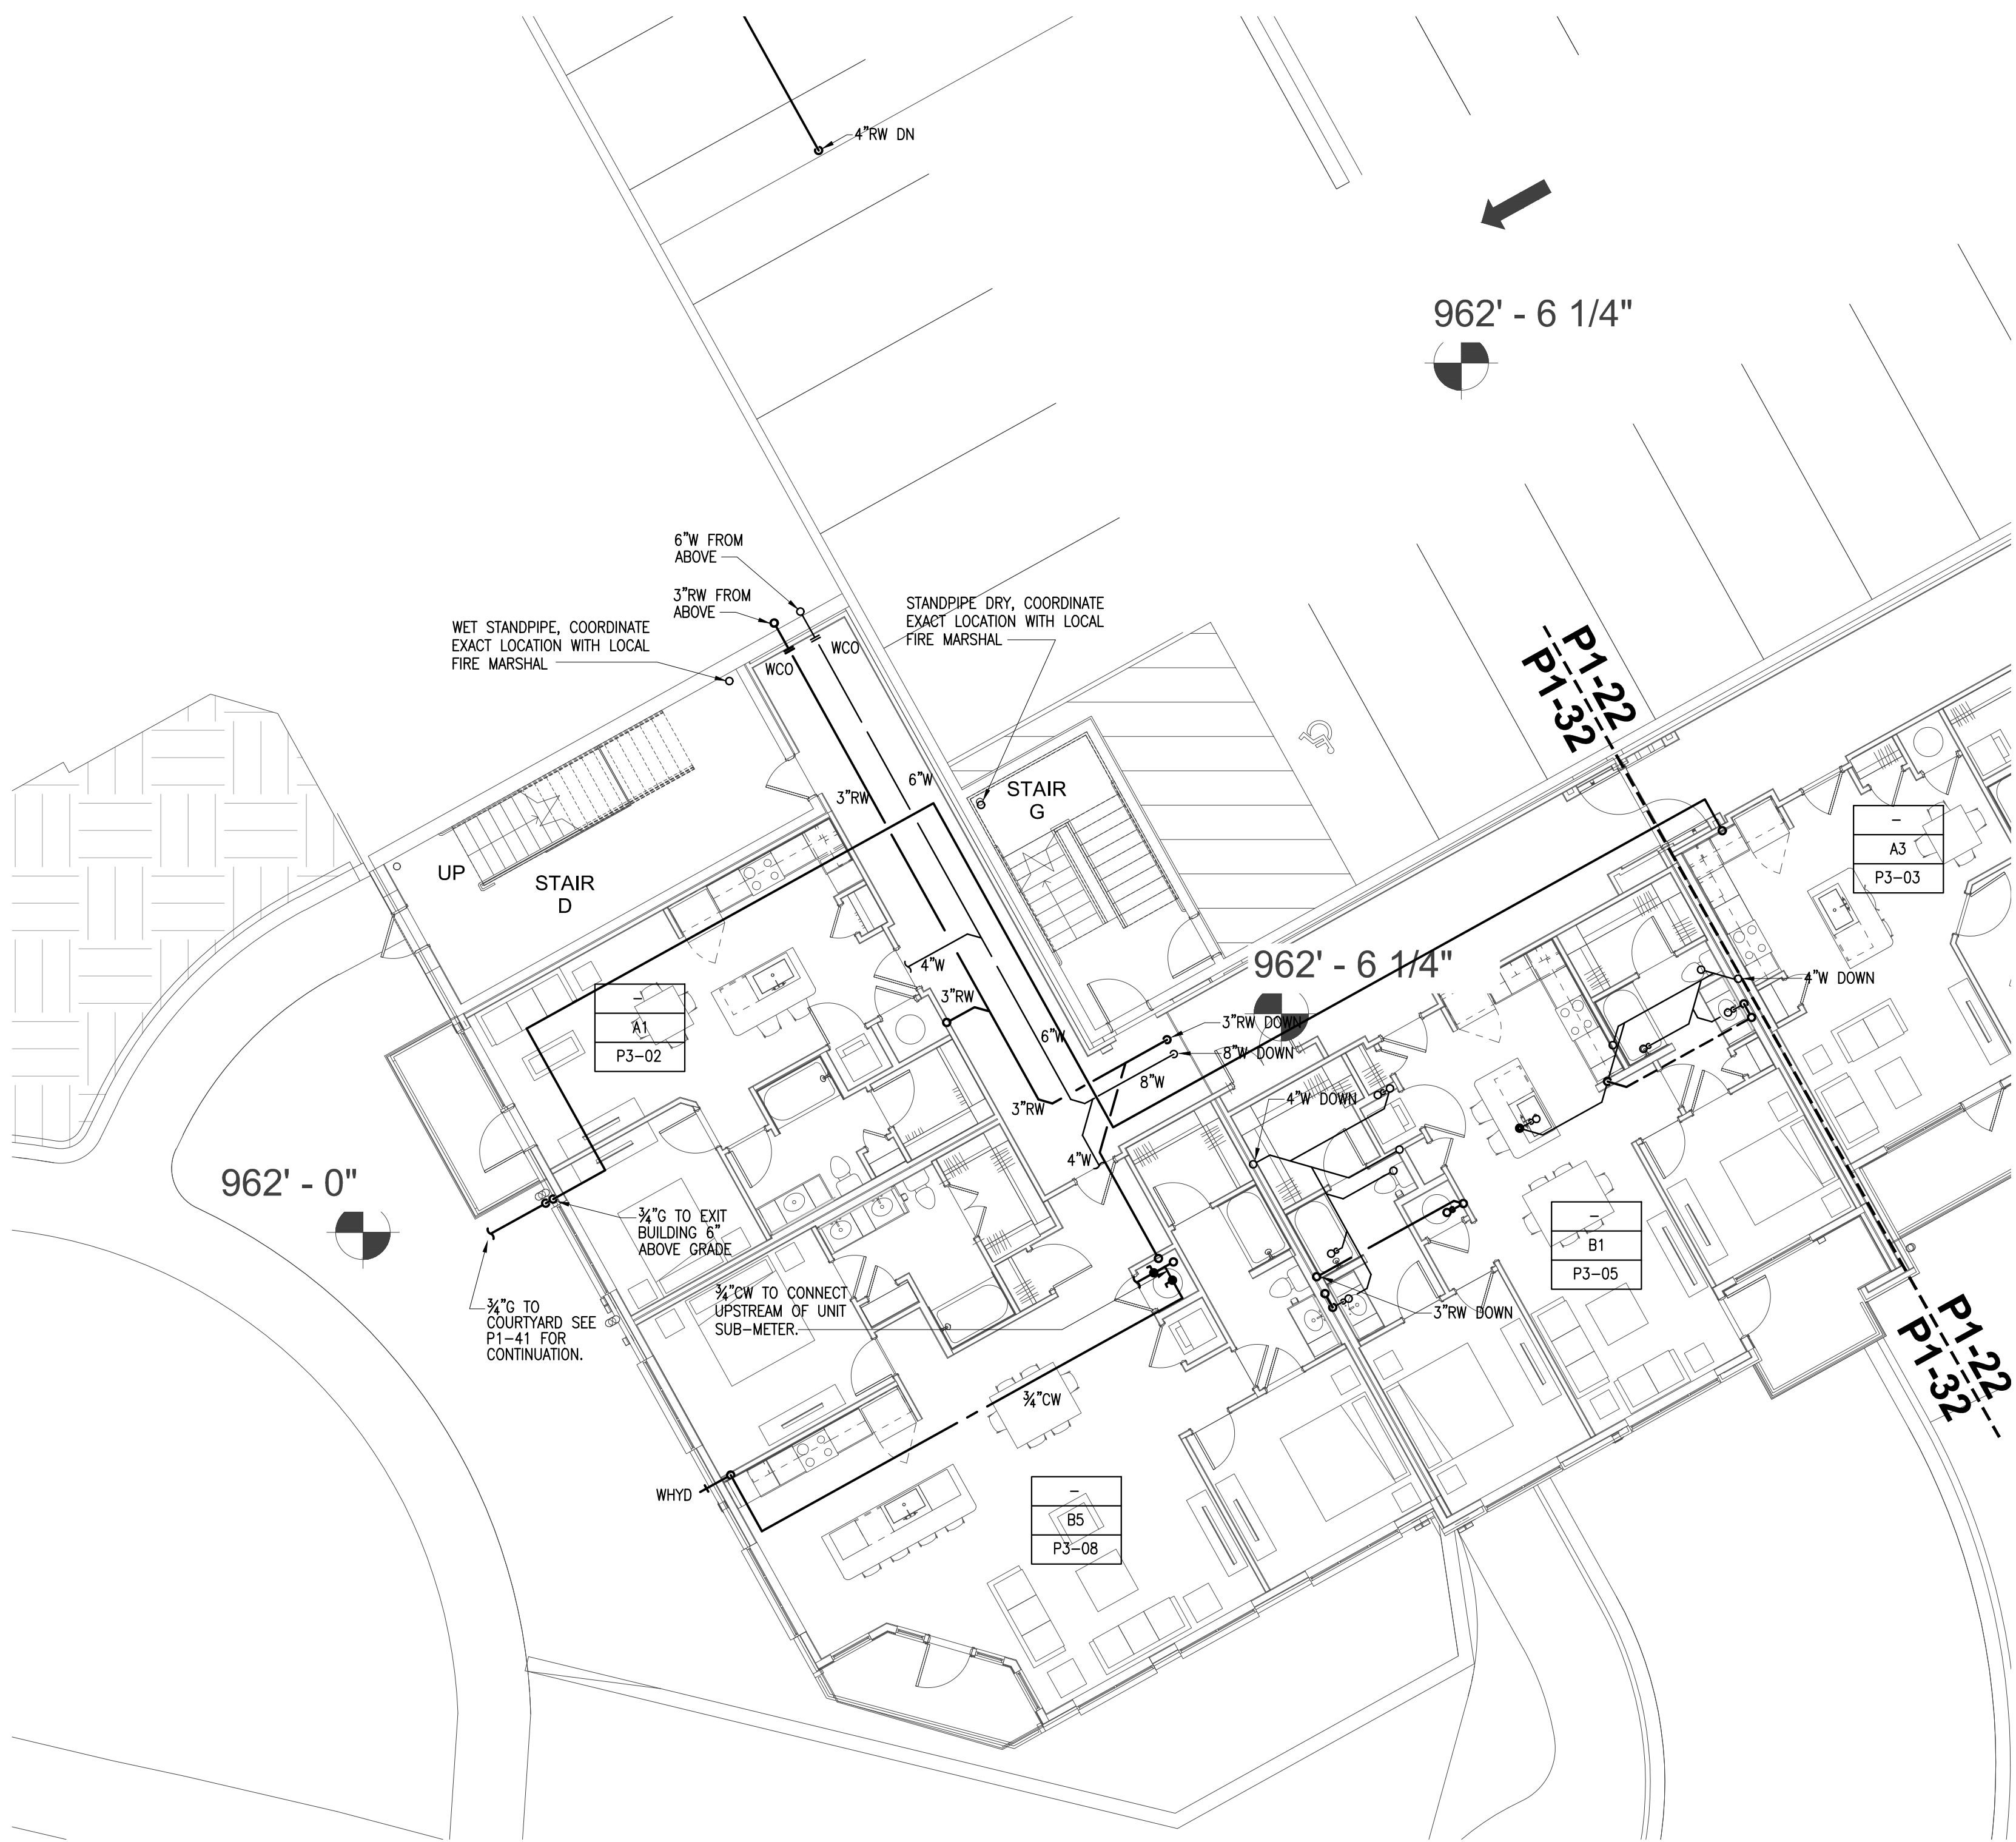 4"RW DN
962' - 6 1/4"
6"W FROM
ABOVE
3"RW FROM
ABOVE
WET STANDPIPE, COORDINATE
EXACT LOCATION WITH LOCAL
FIRE MARSHAL
STANDPIPE DRY, COORDINATE
EXACT LOCATION WITH LOCAL
FIRE MARSHAL
WCO
WCO
P1-22
P1-32
6"W
3"RW
STAIR
G
UP
STAIR
D
–
A3
P3-03
4"W
962' - 6 1/4"
4"W DOWN
3"RW
–
A1
P3-02
6"W
3"RW DOWN
8"W DOWN
8"W
3"RW
4"W DOWN
4"W
962' - 0"
¾"G TO EXIT
BUILDING 6"
ABOVE GRADE
–
B1
P3-05
¾"CW TO CONNECT
UPSTREAM OF UNIT
SUB-METER.
¾"G TO
COURTYARD SEE
P1-41 FOR
CONTINUATION.
3"RW DOWN
P1-22
P1-32
¾"CW
WHYD
–
B5
P3-08